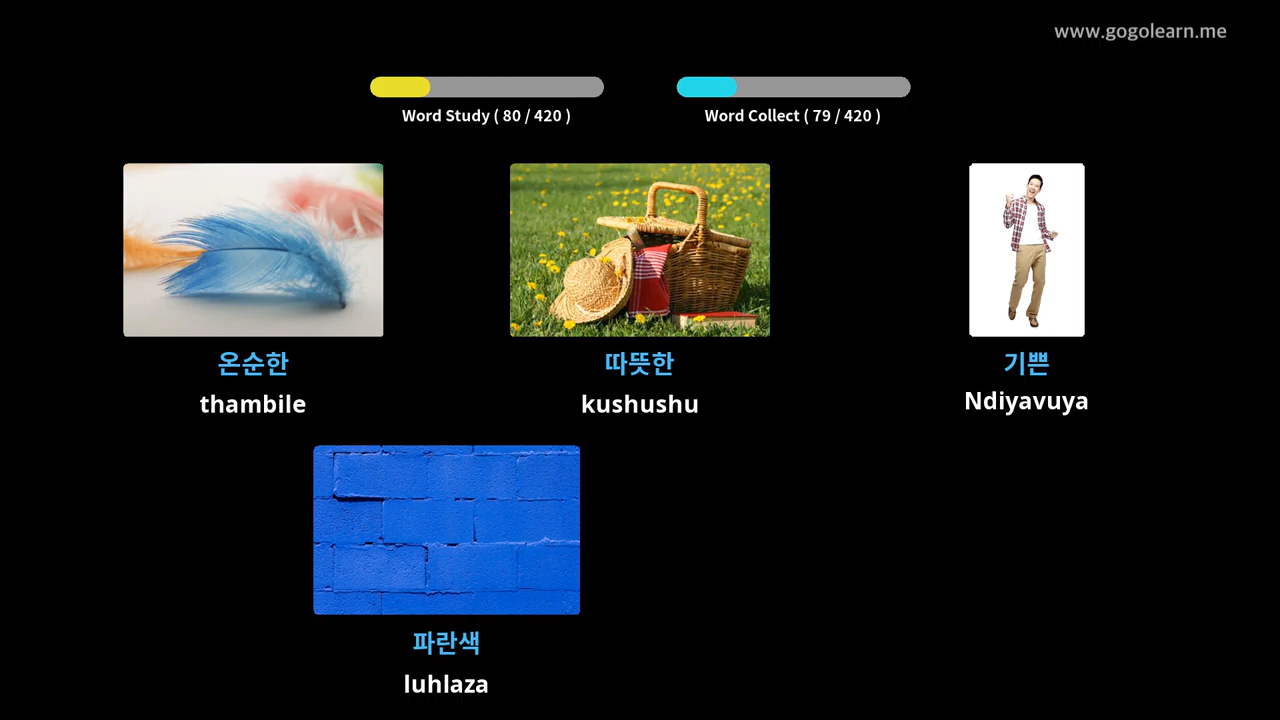 www.gogolearn.me
Word Study ( 80 / 420 )
Word Collect ( 79 / 420 )
온순한
thambile
따뜻한
kushushu
기쁜
Ndiyavuya
파란색
luhlaza